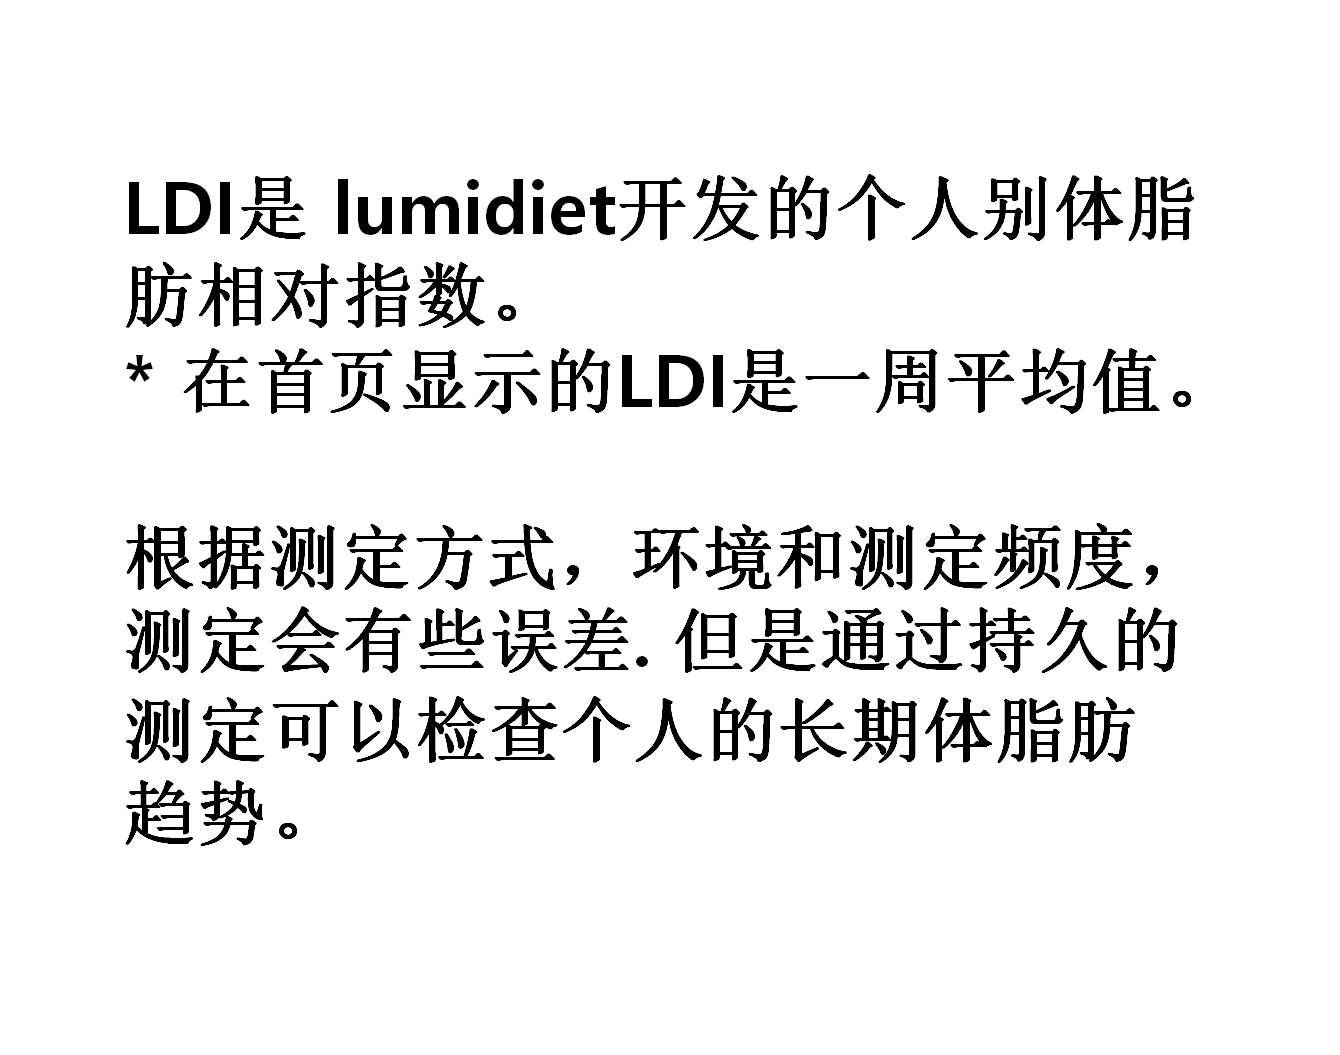 LDI是 lumidiet开发的个人别体脂
肪相对指数。
* 在首页显示的LDI是一周平均值。
根据测定方式，环境和测定频度，
测定会有些误差. 但是通过持久的
测定可以检查个人的长期体脂肪
趋势。